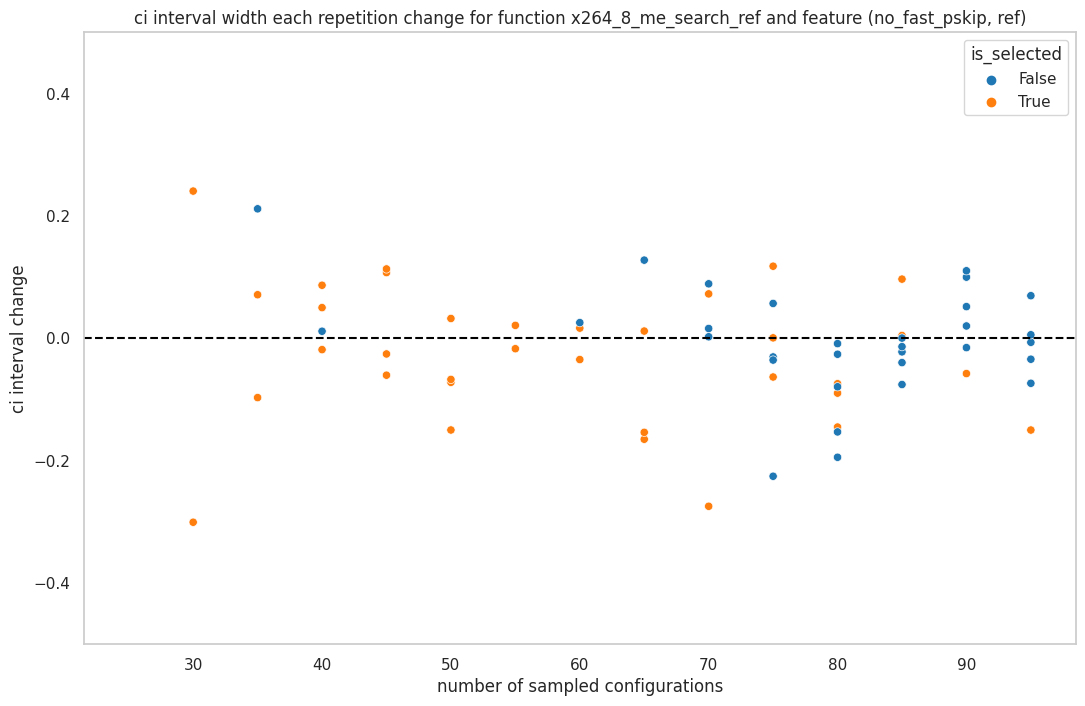 ci interval width each repetition change for function x264_8_me_search_ref and feature (no_fast_pskip, ref)
is_selected
False
True
0.4
0.2
0.0
−0.2
−0.4
ci interval change
30 40 50 60 70 80 90
number of sampled configurations